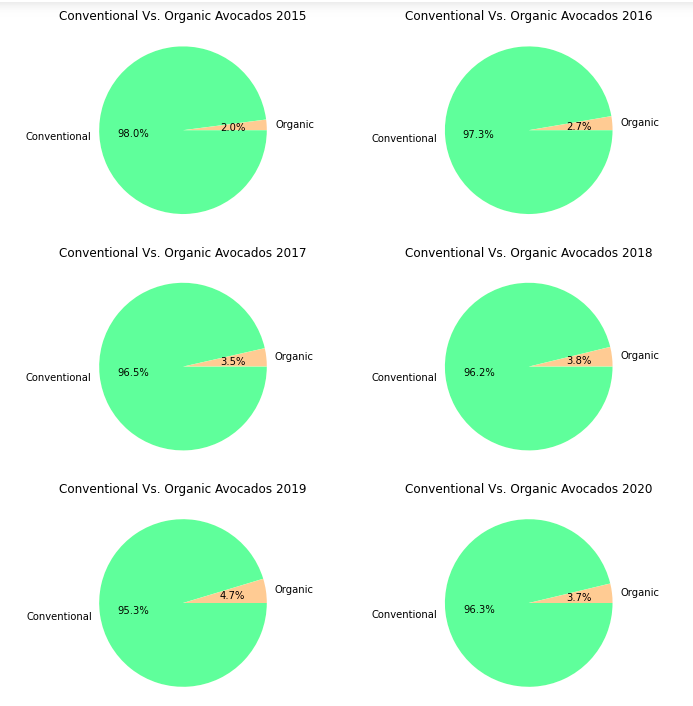 Conventional Vs. Organic Avocados 2015
Conventional
98.0%
2.0%
Organic
Conventional Vs. Organic Avocados 2016
Conventional
97.3%
2.7%
Organic
Conventional Vs. Organic Avocados 2017
Conventional
96.5%
3.5%
Organic
Conventional Vs. Organic Avocados 2018
Conventional
96.2%
3.8%
Organic
Conventional Vs. Organic Avocados 2019
Conventional
95.3%
4.7%
Organic
Conventional Vs. Organic Avocados 2020
Conventional
96.3%
3.7%
Organic